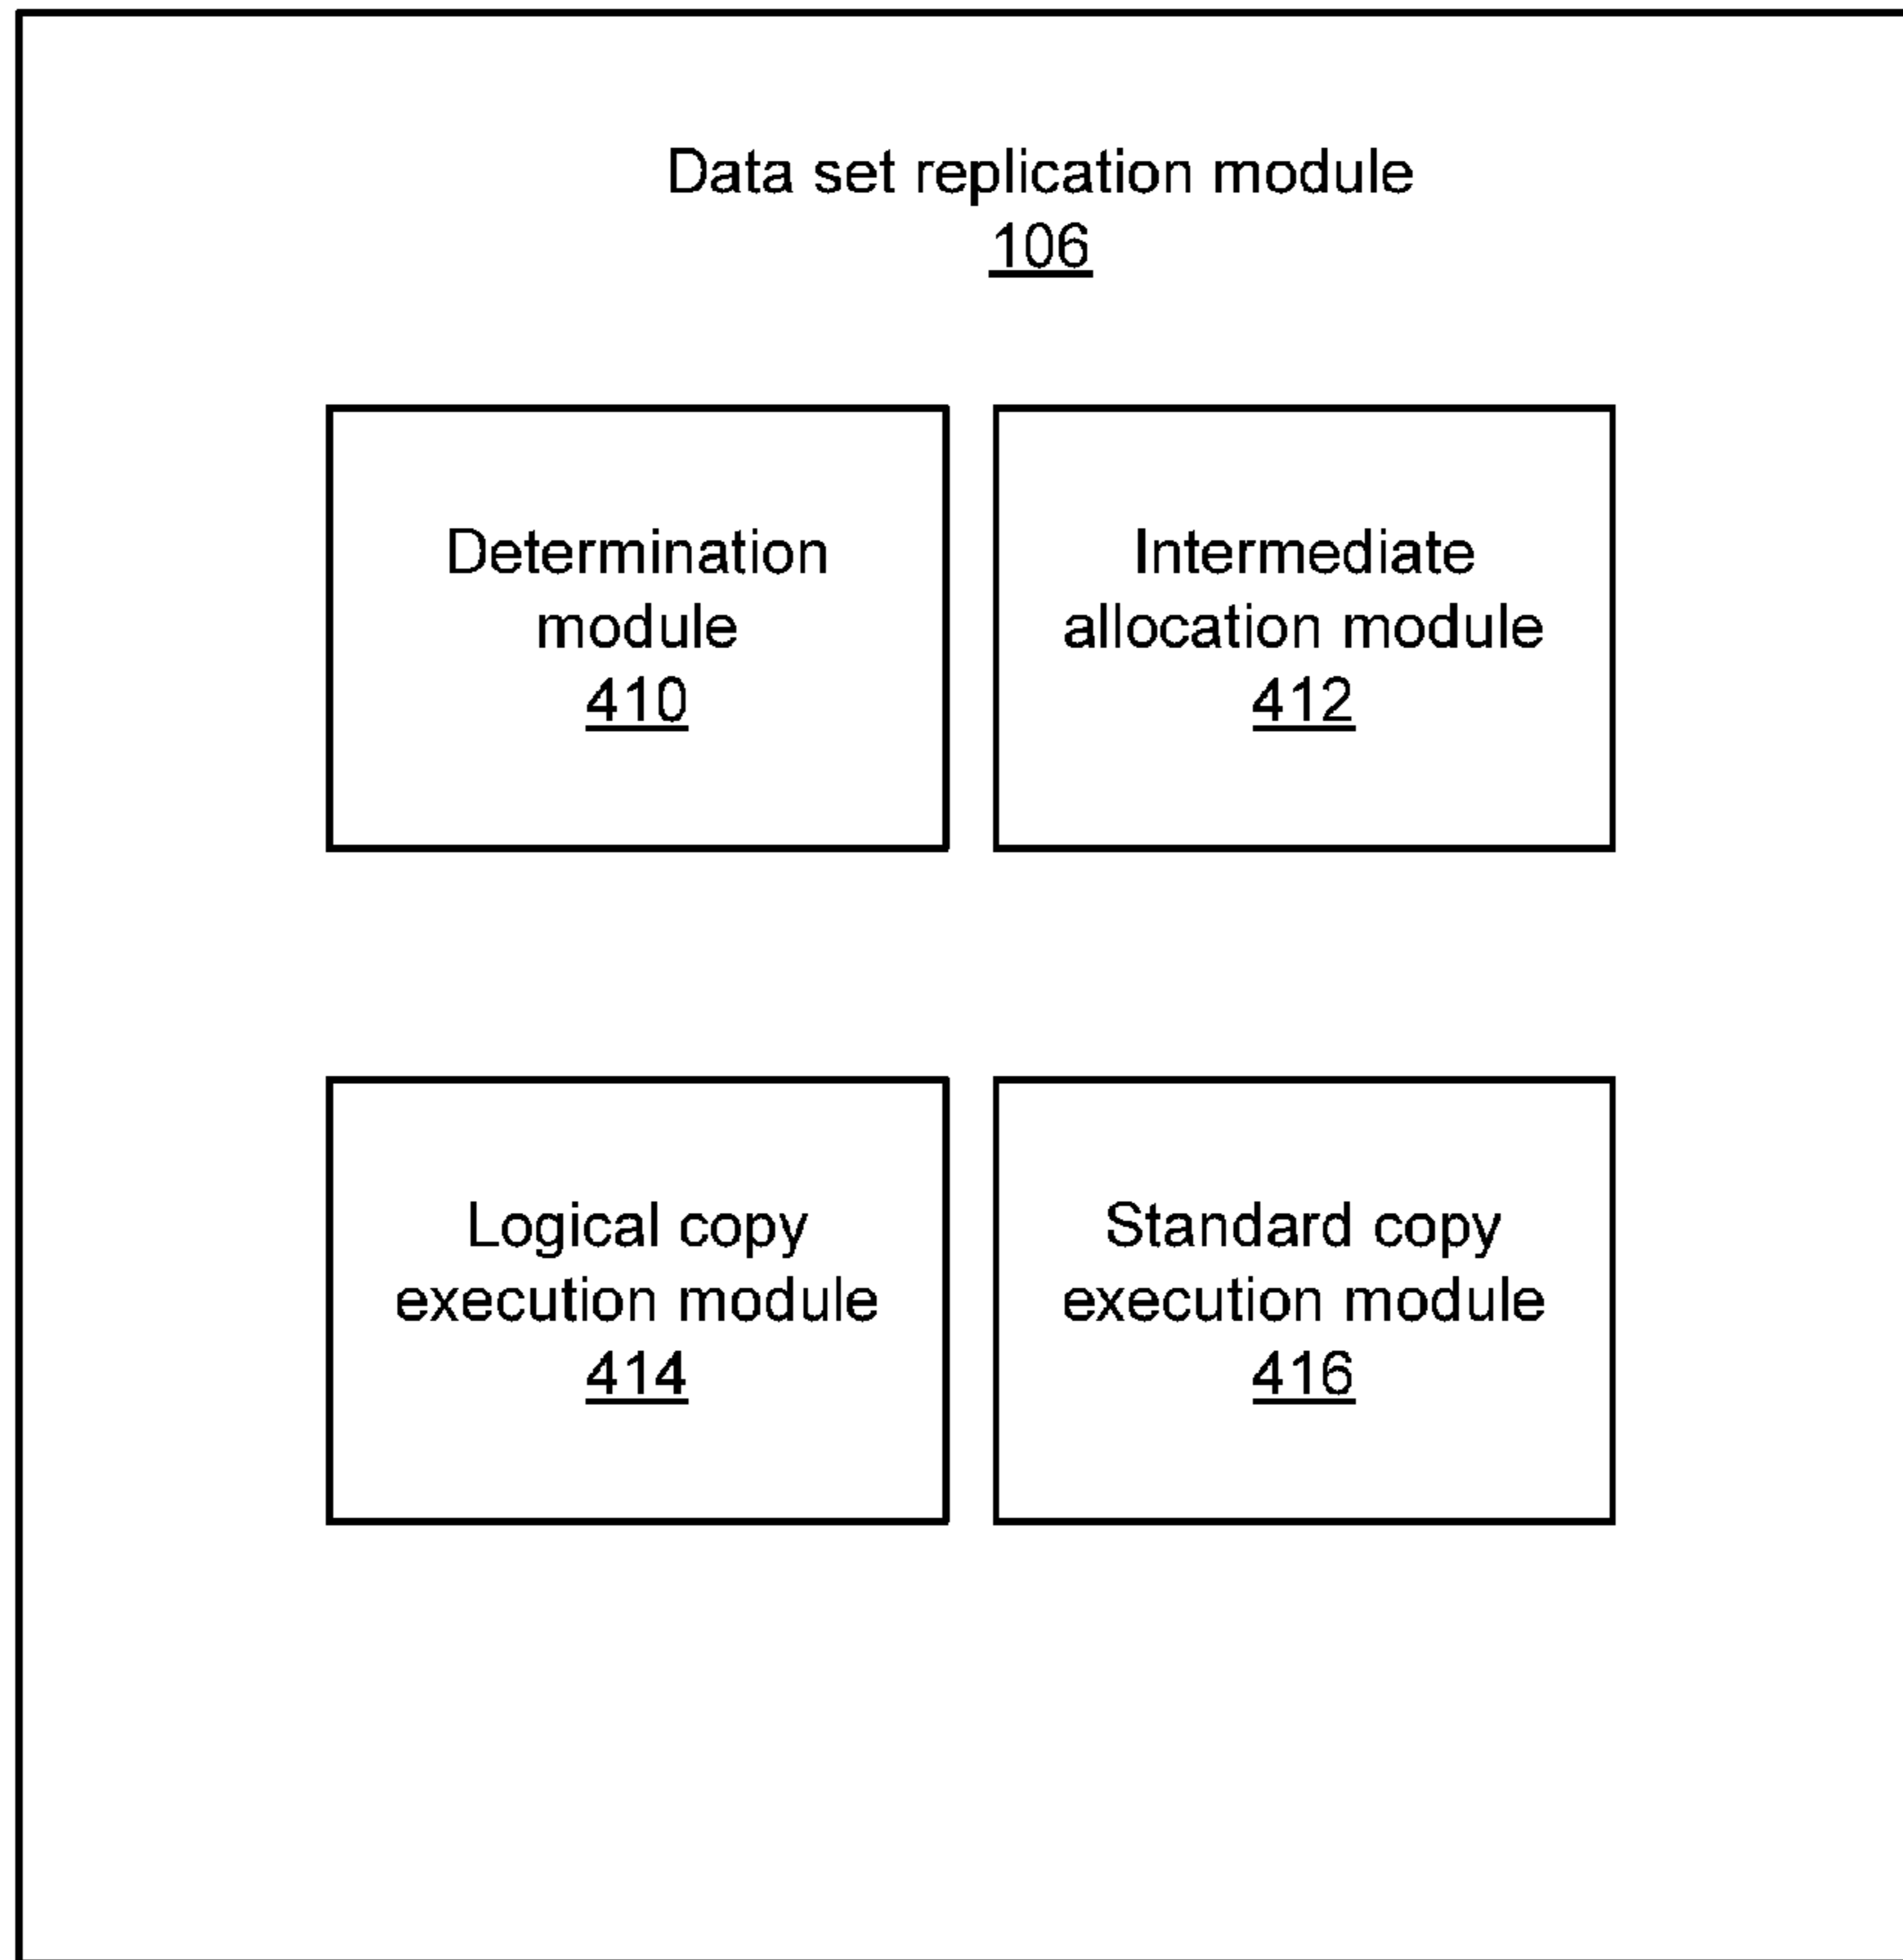 Data set replication module
106
Determination
module
410
Intermediate
allocation module
412
Logical copy
execution module
414
Standard copy
execution module
416